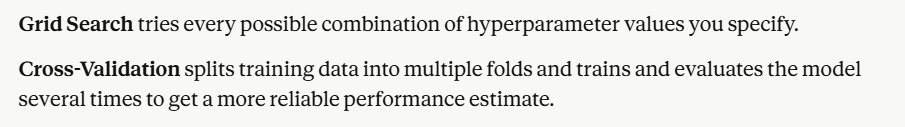 Grid Search tries every possible combination of hyperparameter values you specify.
Cross-Validation splits training data into multiple folds and trains and evaluates the model
several times to get a more reliable performance estimate.